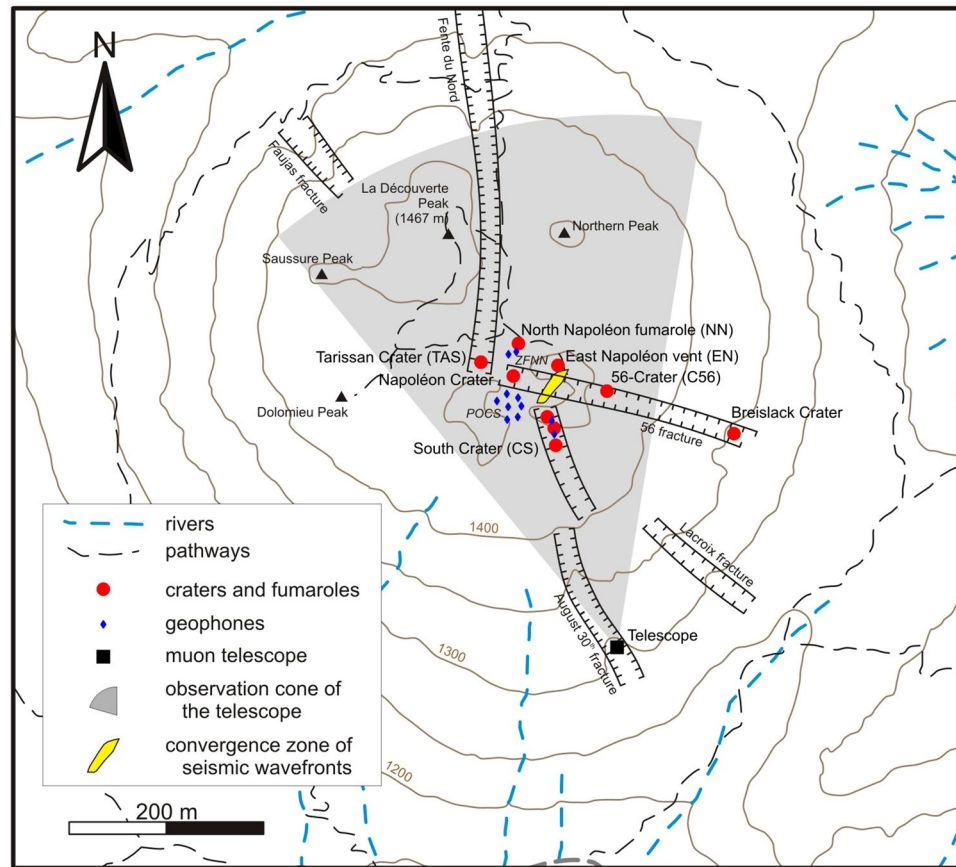 N
Fente du Nord
Faujas fracture
La Découverte
Peak
(1467 m)
Northern Peak
Saussure Peak
North Napoléon fumarole (NN)
ZFNN
Tarissan Crater (TAS)
East Napoléon vent (EN)
Napoléon Crater
56-Crater (C56)
Dolomieu Peak
POCS
Breislack Crater
56 fracture
South Crater (CS)
1400
Lacroix fracture
August 30th fracture
Telescope
1300
1200
rivers
pathways
craters and fumaroles
geophones
muon telescope
observation cone of
the telescope
convergence zone of
seismic wavefronts
200 m